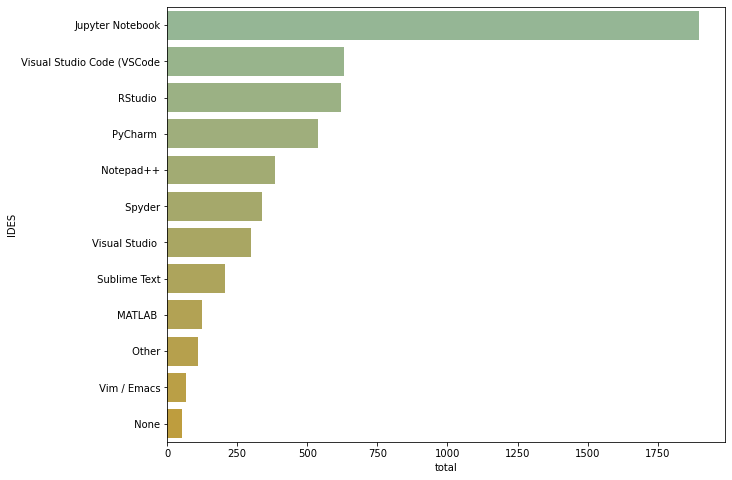 Jupyter Notebook
Visual Studio Code (VSCode
RStudio
PyCharm
Notepad++
Spyder
Visual Studio
Sublime Text
MATLAB
Other
Vim / Emacs
None
IDES
0 250 500 750 1000 1250 1500 1750
total